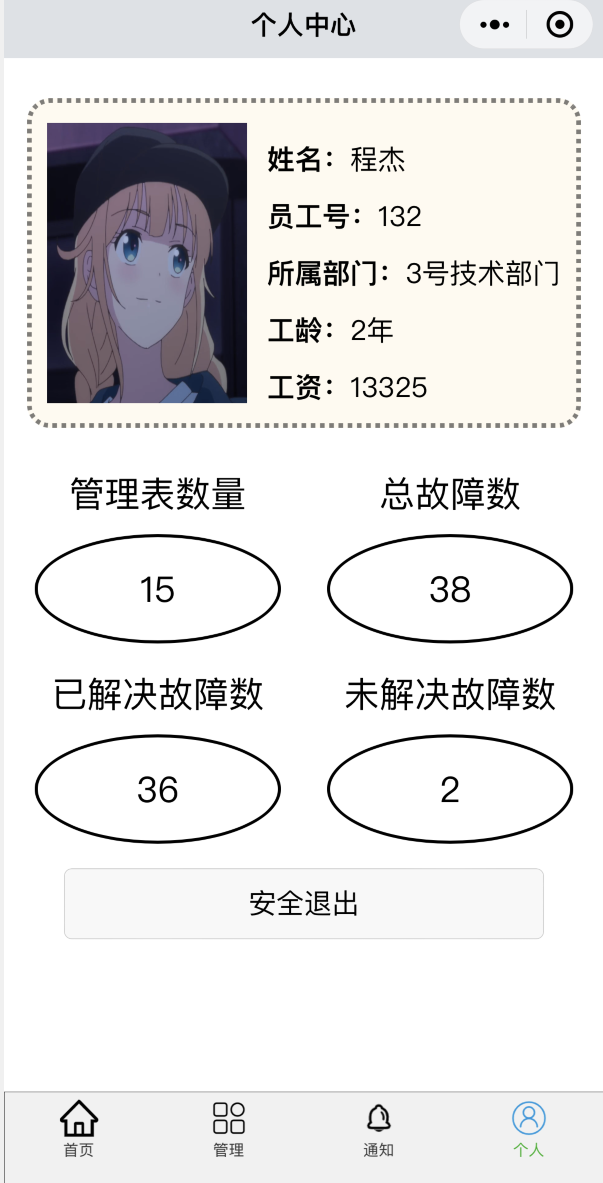 个人中心
姓名：程杰
员工号：132
所属部门：3号技术部门
工龄：2年
工资：13325
管理表数量
总故障数
15
38
已解决故障数
未解决故障数
36
2
安全退出
首页
管理
通知
个人